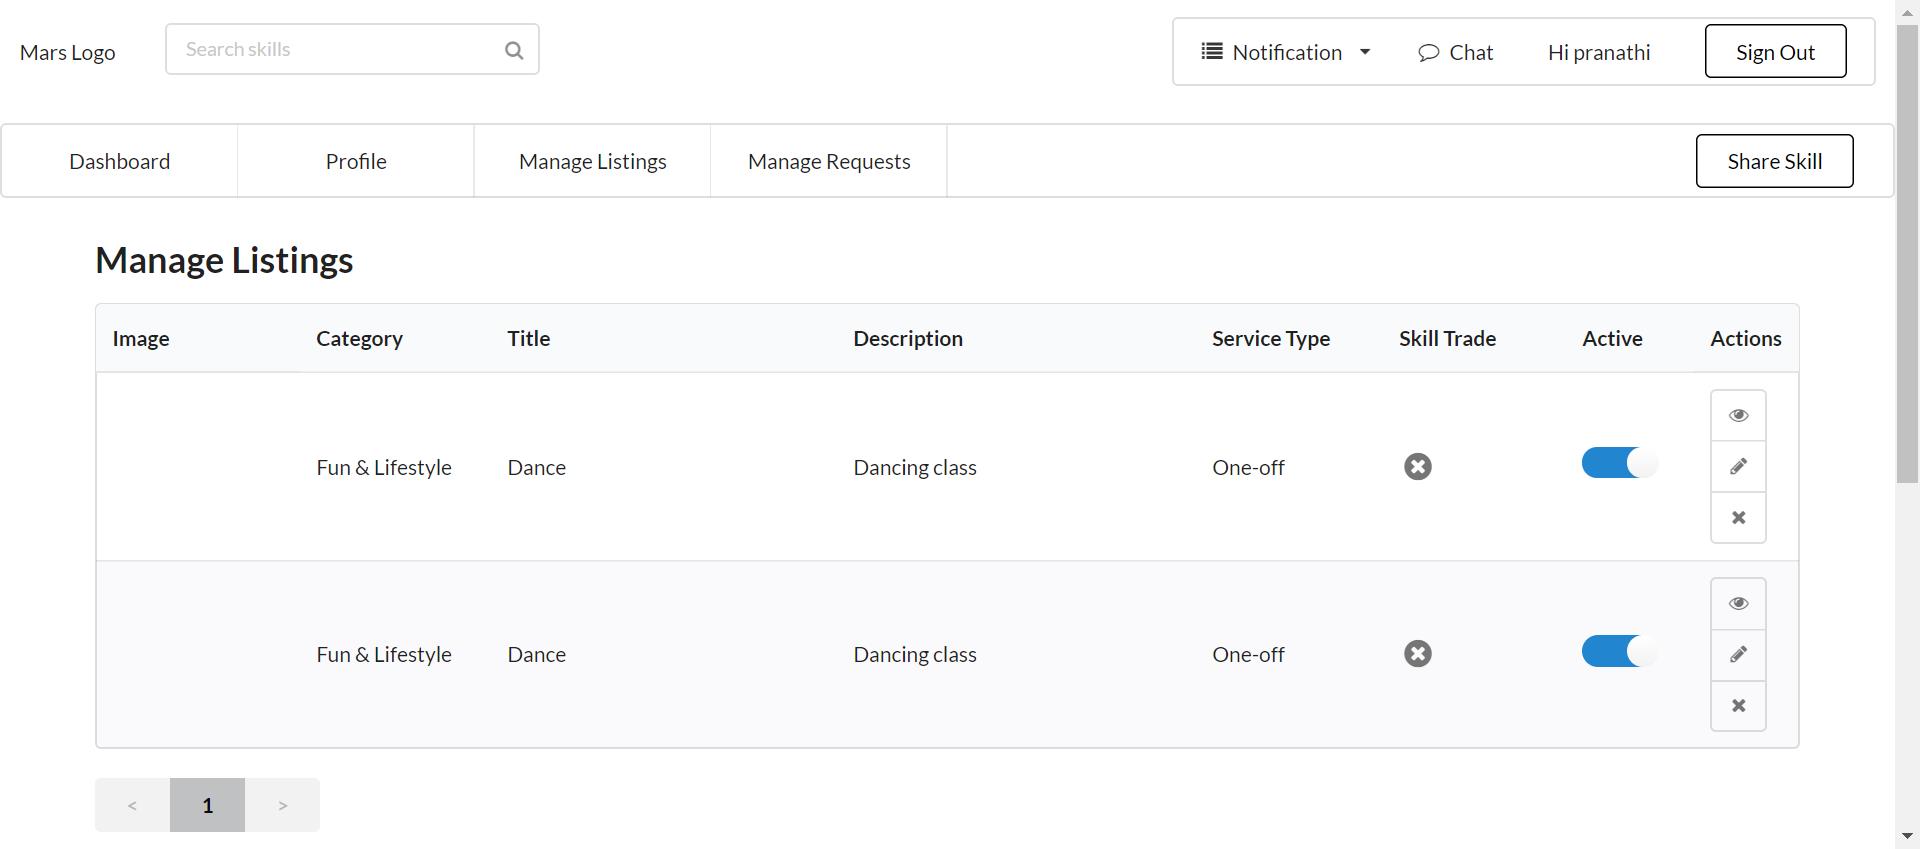 Mars Logo
Search skills
Notification
Chat
Hi pranathi
Sign Out
Dashboard
Profile
Manage Listings
Manage Requests
Share Skill
Manage Listings
Image Category Title Description Service Type Skill Trade Active Actions
Fun & Lifestyle Dance Dancing class One-off
Fun & Lifestyle Dance Dancing class One-off
< 1 >